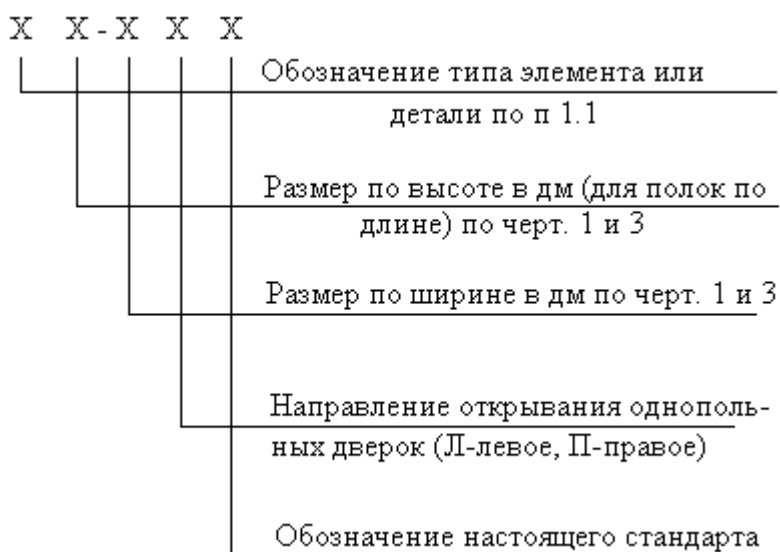 X X-X X X
Обозначение типа элемента или
детали по п 1.1
Размер по высоте в дм (для полок по
длине) по черт. 1 и 3
Размер по ширине в дм по черт. 1 и 3
Направление открывания однополь-
ных дверок (Л-левое, П-правое)
Обозначение настоящего стандарта